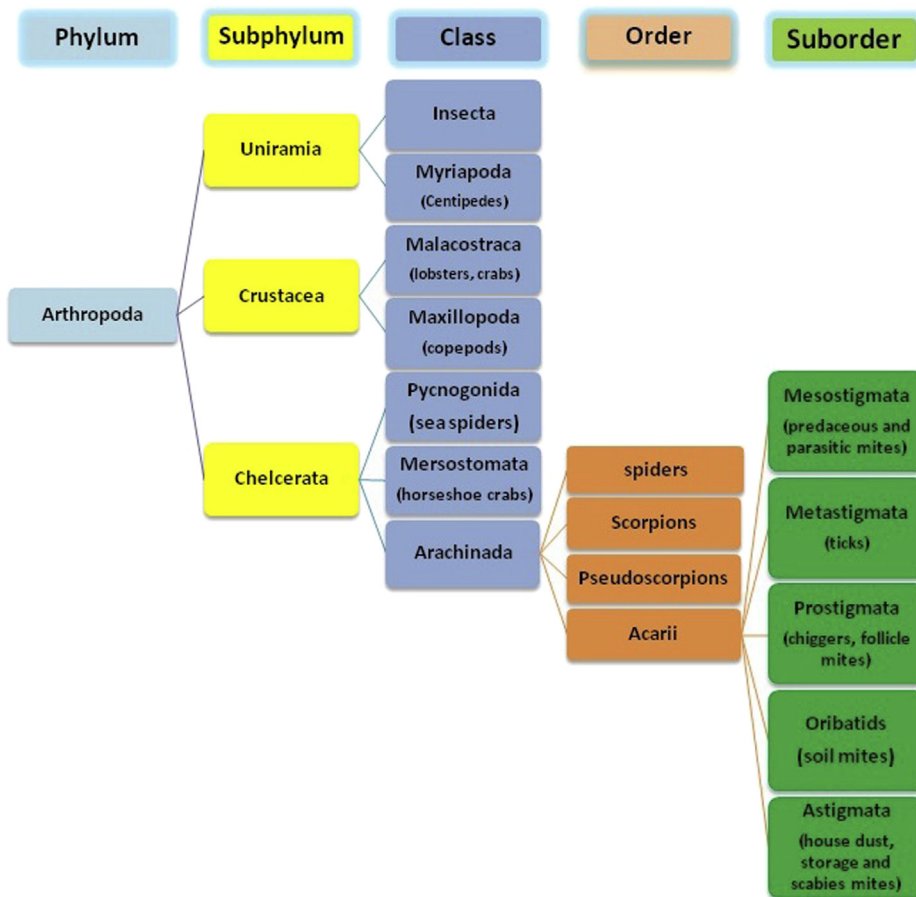 Phylum
Subphylum
Class
Order
Suborder
Arthropoda
Uniramia
Crustacea
Chelcerata
Insecta
Myriapoda
(Centipedes)
Malacostraca
(lobsters, crabs)
Maxillopoda
(copepods)
Pycnogonida
(sea spiders)
Mersostomata
(horseshoe crabs)
Arachinada
spiders
Scorpions
Pseudoscorpions
Acarii
Mesostigmata
(predaceous and
parasitic mites)
Metastigmata
(ticks)
Prostigmata
(chiggers, follicle
mites)
Oribatids
(soil mites)
Astigmata
(house dust,
storage and
scabies mites)